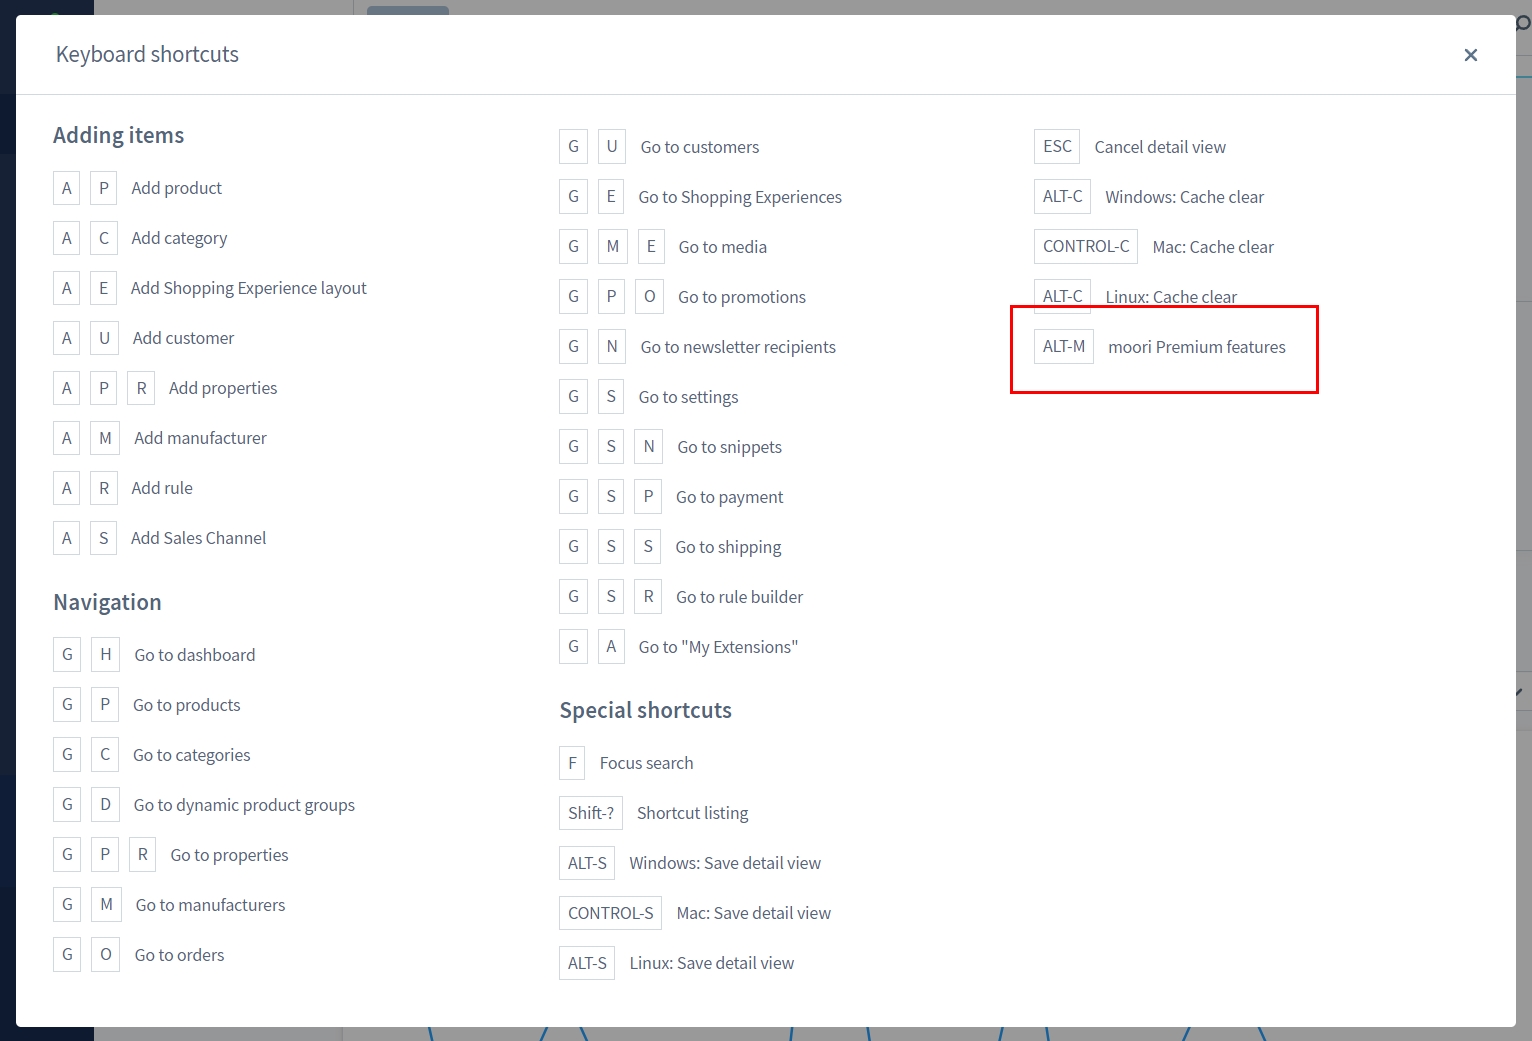 Keyboard shortcuts
Adding items
A P Add product
A C Add category
A E Add Shopping Experience layout
A U Add customer
A P R Add properties
A M Add manufacturer
A R Add rule
A S Add Sales Channel
Navigation
G H Go to dashboard
G P Go to products
G C Go to categories
G D Go to dynamic product groups
G P R Go to properties
G M Go to manufacturers
G O Go to orders
G U Go to customers
G E Go to Shopping Experiences
G M E Go to media
G P O Go to promotions
G N Go to newsletter recipients
G S Go to settings
G S N Go to snippets
G S P Go to payment
G S S Go to shipping
G S R Go to rule builder
G A Go to "My Extensions"
Special shortcuts
F Focus search
Shift-? Shortcut listing
ALT-S Windows: Save detail view
CONTROL-S Mac: Save detail view
ALT-S Linux: Save detail view
ESC Cancel detail view
ALT-C Windows: Cache clear
CONTROL-C Mac: Cache clear
ALT-C Linux: Cache clear
ALT-M moori Premium features